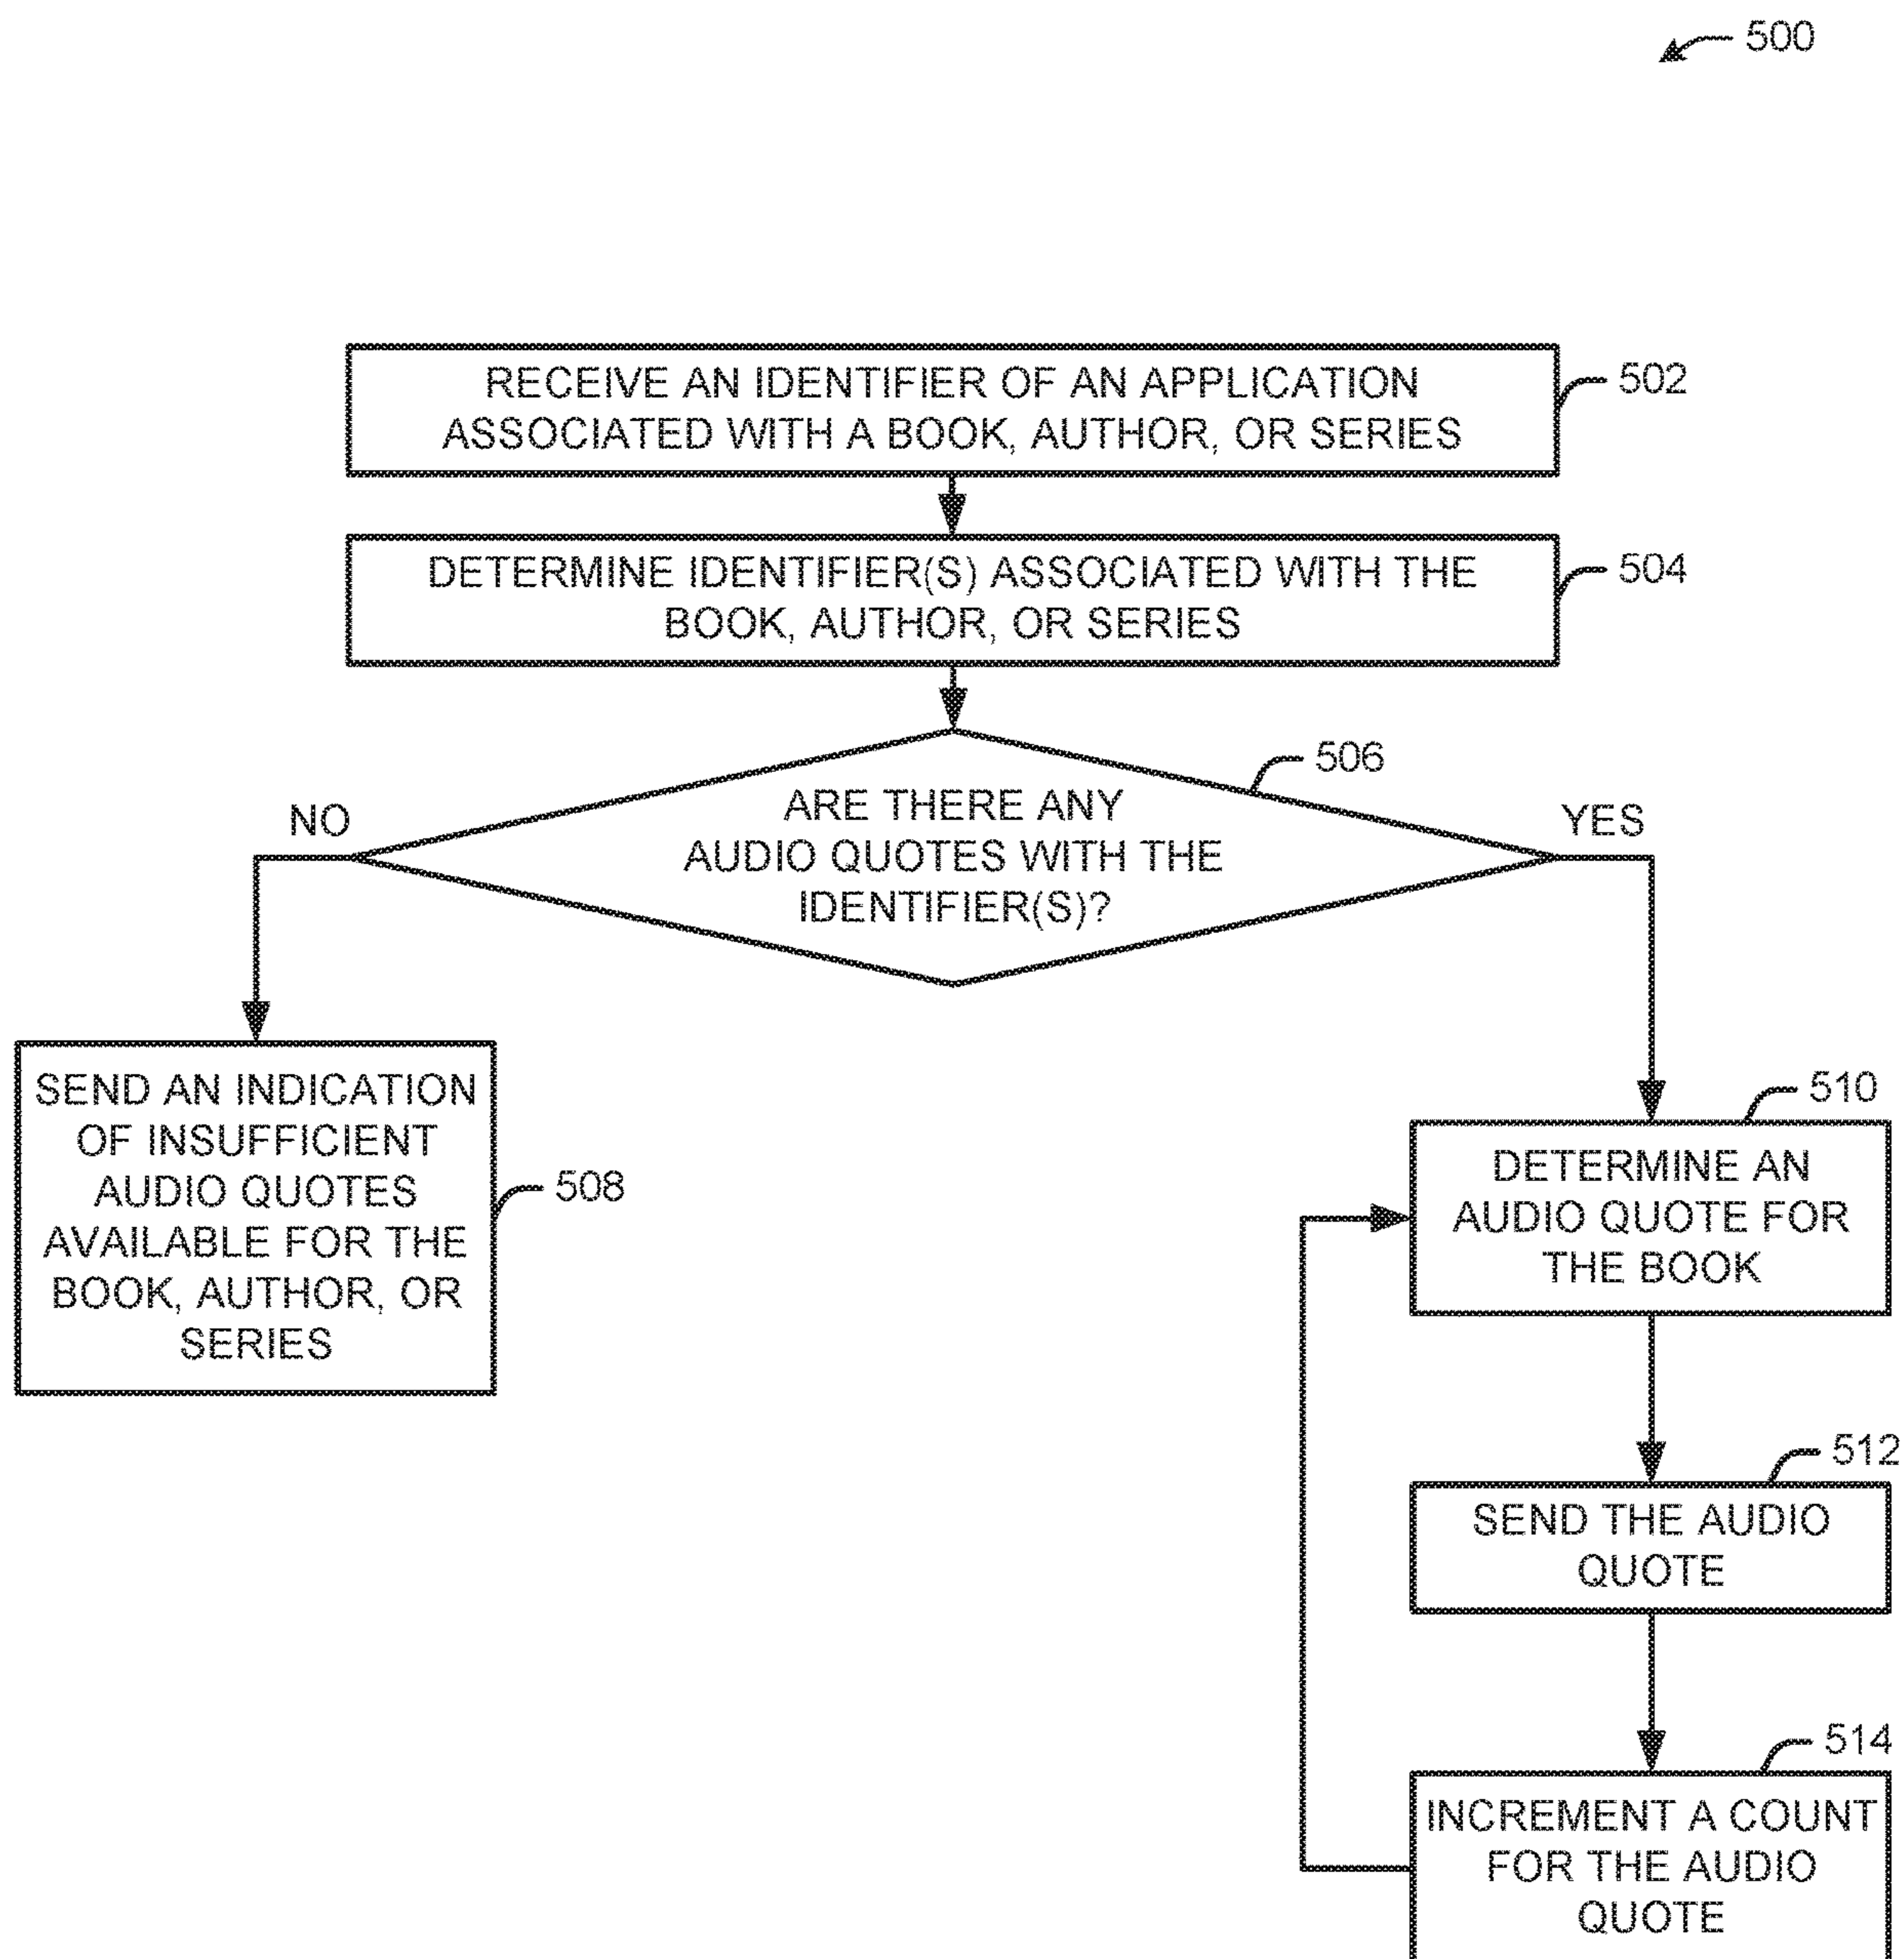 500
RECEIVE AN IDENTIFIER OF AN APPLICATION
ASSOCIATED WITH A BOOK, AUTHOR, OR SERIES
502
DETERMINE IDENTIFIER(S) ASSOCIATED WITH THE
BOOK, AUTHOR, OR SERIES
504
506
ARE THERE ANY
AUDIO QUOTES WITH THE
IDENTIFIER(S)?
NO
YES
SEND AN INDICATION
OF INSUFFICIENT
AUDIO QUOTES
AVAILABLE FOR THE
BOOK, AUTHOR, OR
SERIES
508
510
DETERMINE AN
AUDIO QUOTE FOR
THE BOOK
512
SEND THE AUDIO
QUOTE
514
INCREMENT A COUNT
FOR THE AUDIO
QUOTE